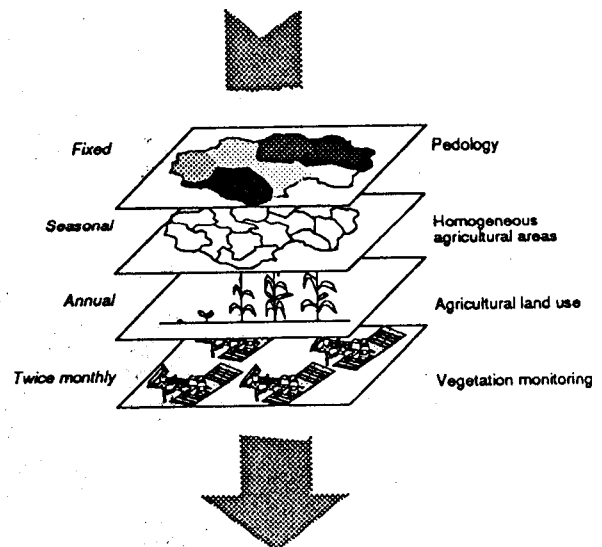 Fixed
Pedology
Seasonal
Homogeneous
agricultural areas
Annual
Agricultural land use
Twice monthly
Vegetation monitoring